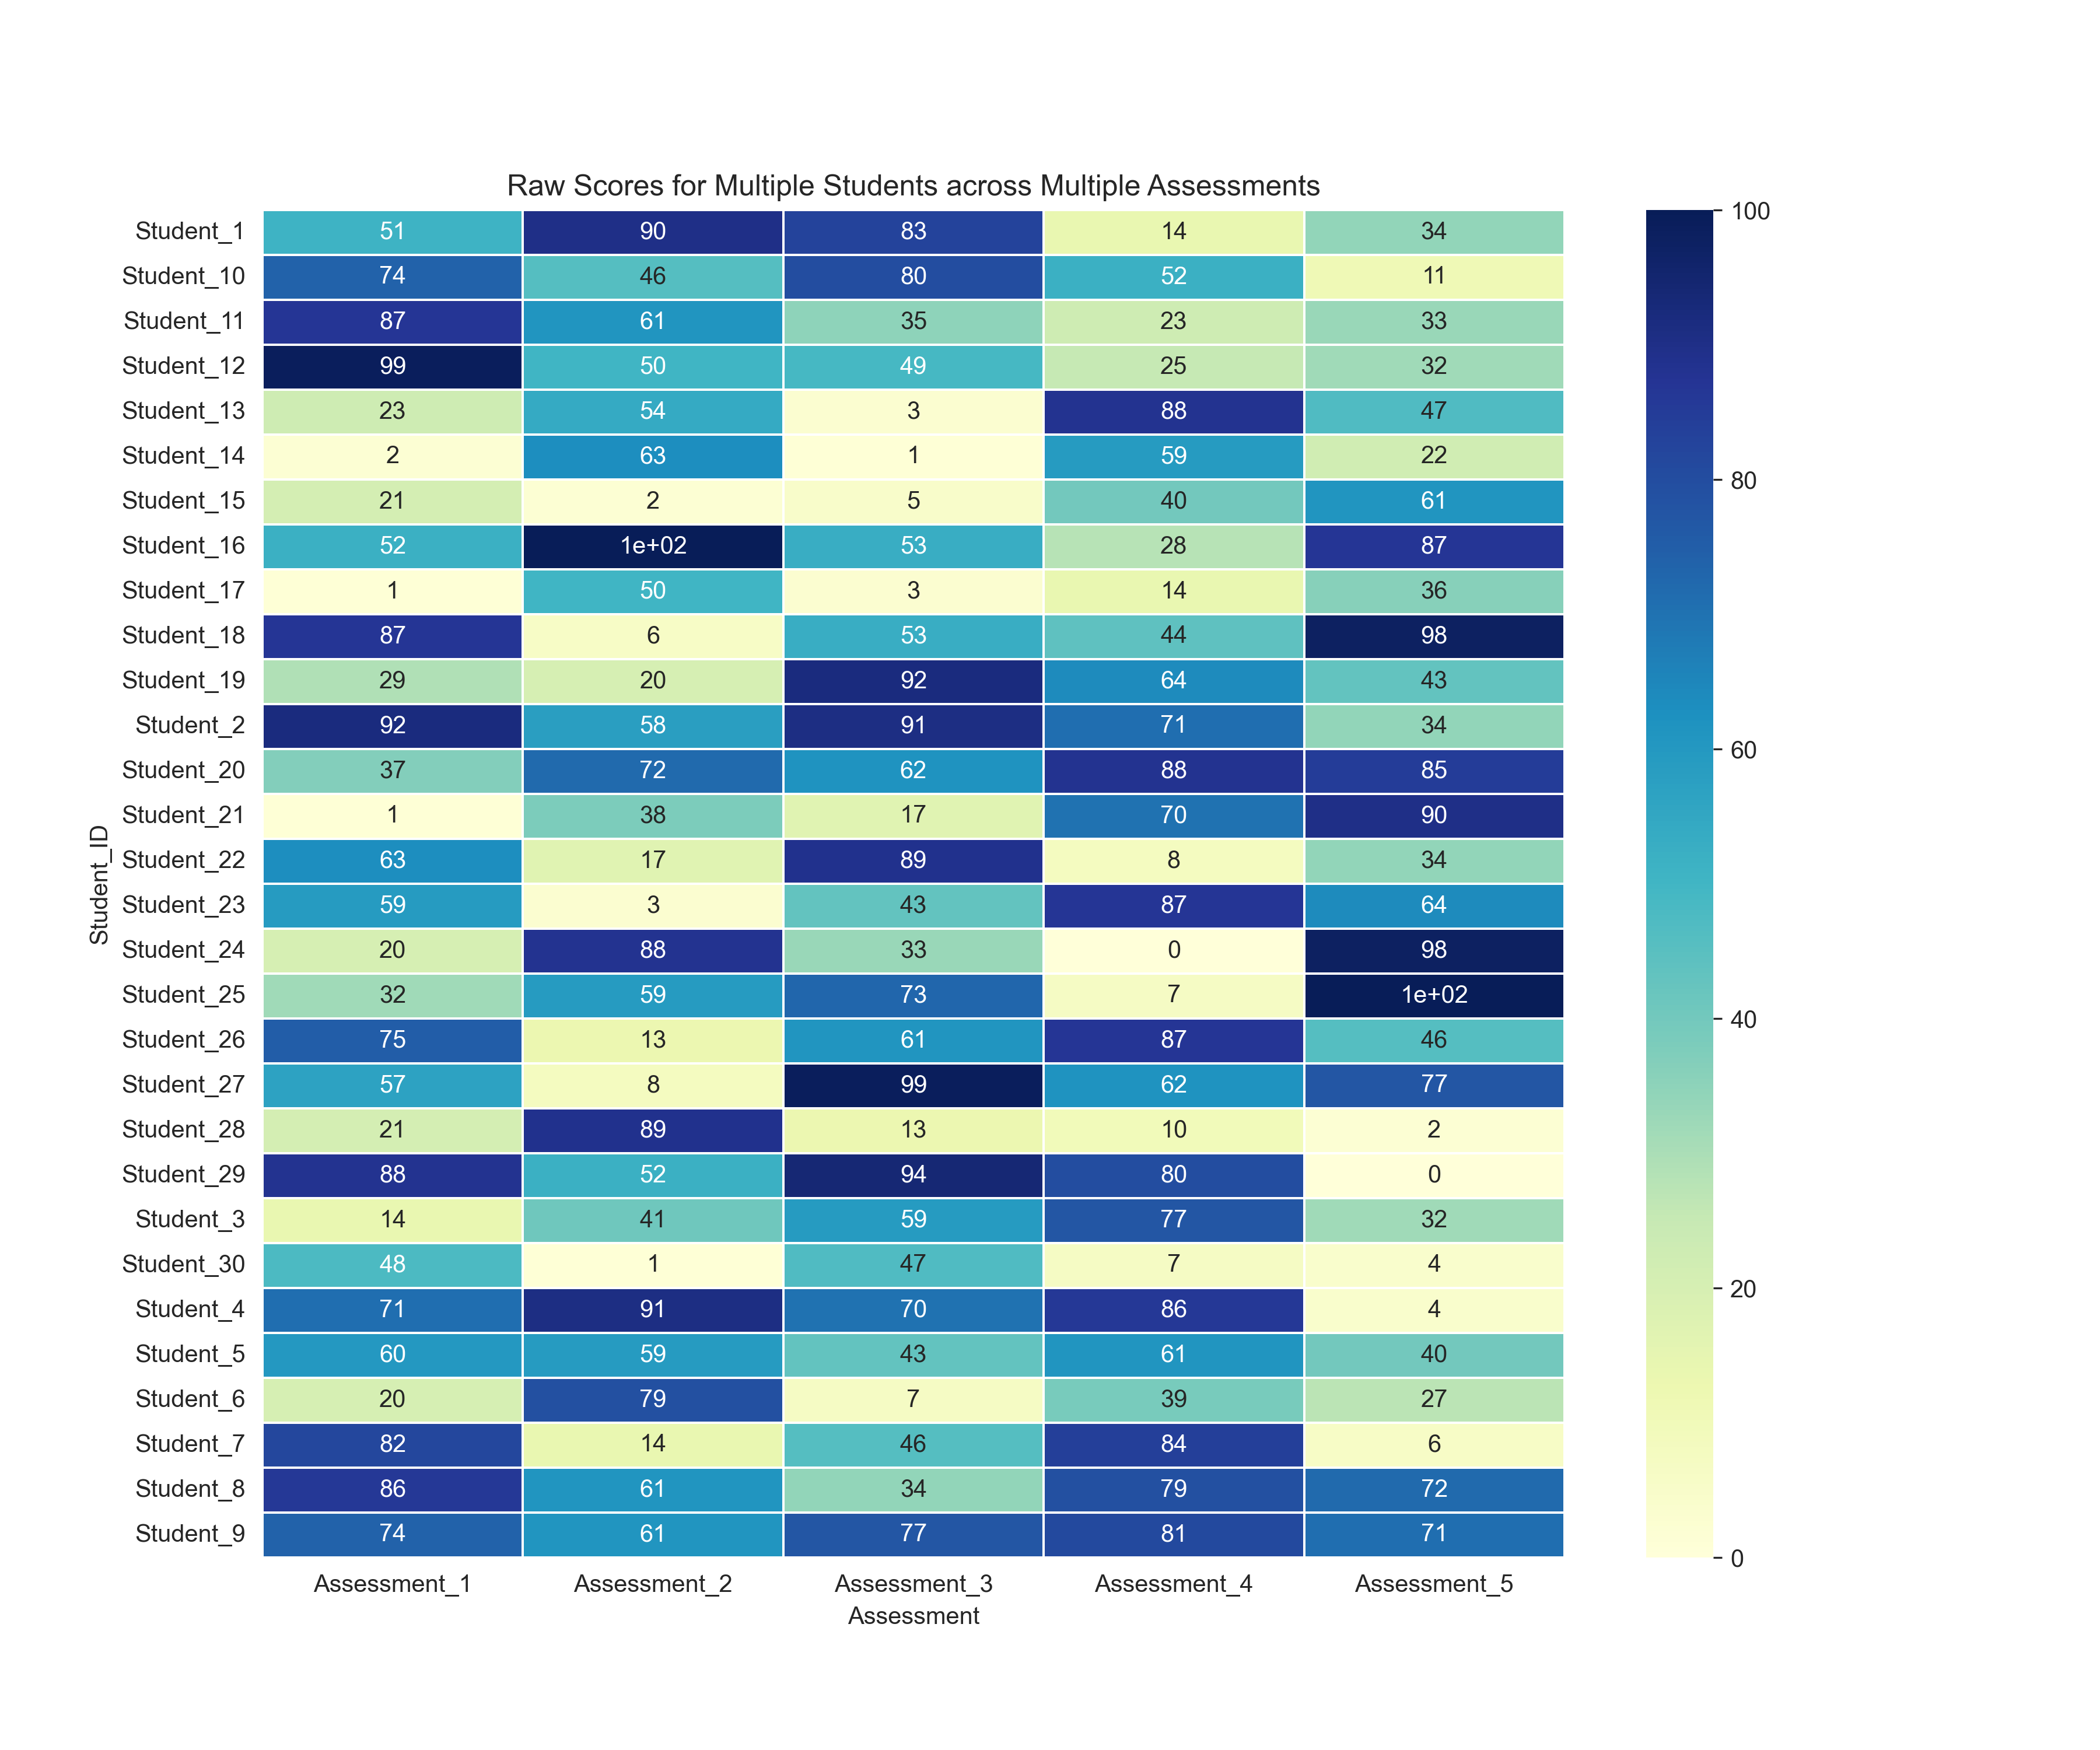 Raw Scores for Multiple Students across Multiple Assessments
Student_1 51 90 83 14 34
Student_10 74 46 80 52 11
Student_11 87 61 35 23 33
Student_12 99 50 49 25 32
Student_13 23 54 3 88 47
Student_14 2 63 1 59 22
Student_15 21 2 5 40 61
Student_16 52 1e+02 53 28 87
Student_17 1 50 3 14 36
Student_18 87 6 53 44 98
Student_19 29 20 92 64 43
Student_2 92 58 91 71 34
Student_20 37 72 62 88 85
Student_21 1 38 17 70 90
Student_22 63 17 89 8 34
Student_23 59 3 43 87 64
Student_24 20 88 33 0 98
Student_25 32 59 73 7 1e+02
Student_26 75 13 61 87 46
Student_27 57 8 99 62 77
Student_28 21 89 13 10 2
Student_29 88 52 94 80 0
Student_3 14 41 59 77 32
Student_30 48 1 47 7 4
Student_4 71 91 70 86 4
Student_5 60 59 43 61 40
Student_6 20 79 7 39 27
Student_7 82 14 46 84 6
Student_8 86 61 34 79 72
Student_9 74 61 77 81 71
Assessment_1 Assessment_2 Assessment_3 Assessment_4 Assessment_5
Assessment
Student_ID
100
80
60
40
20
0